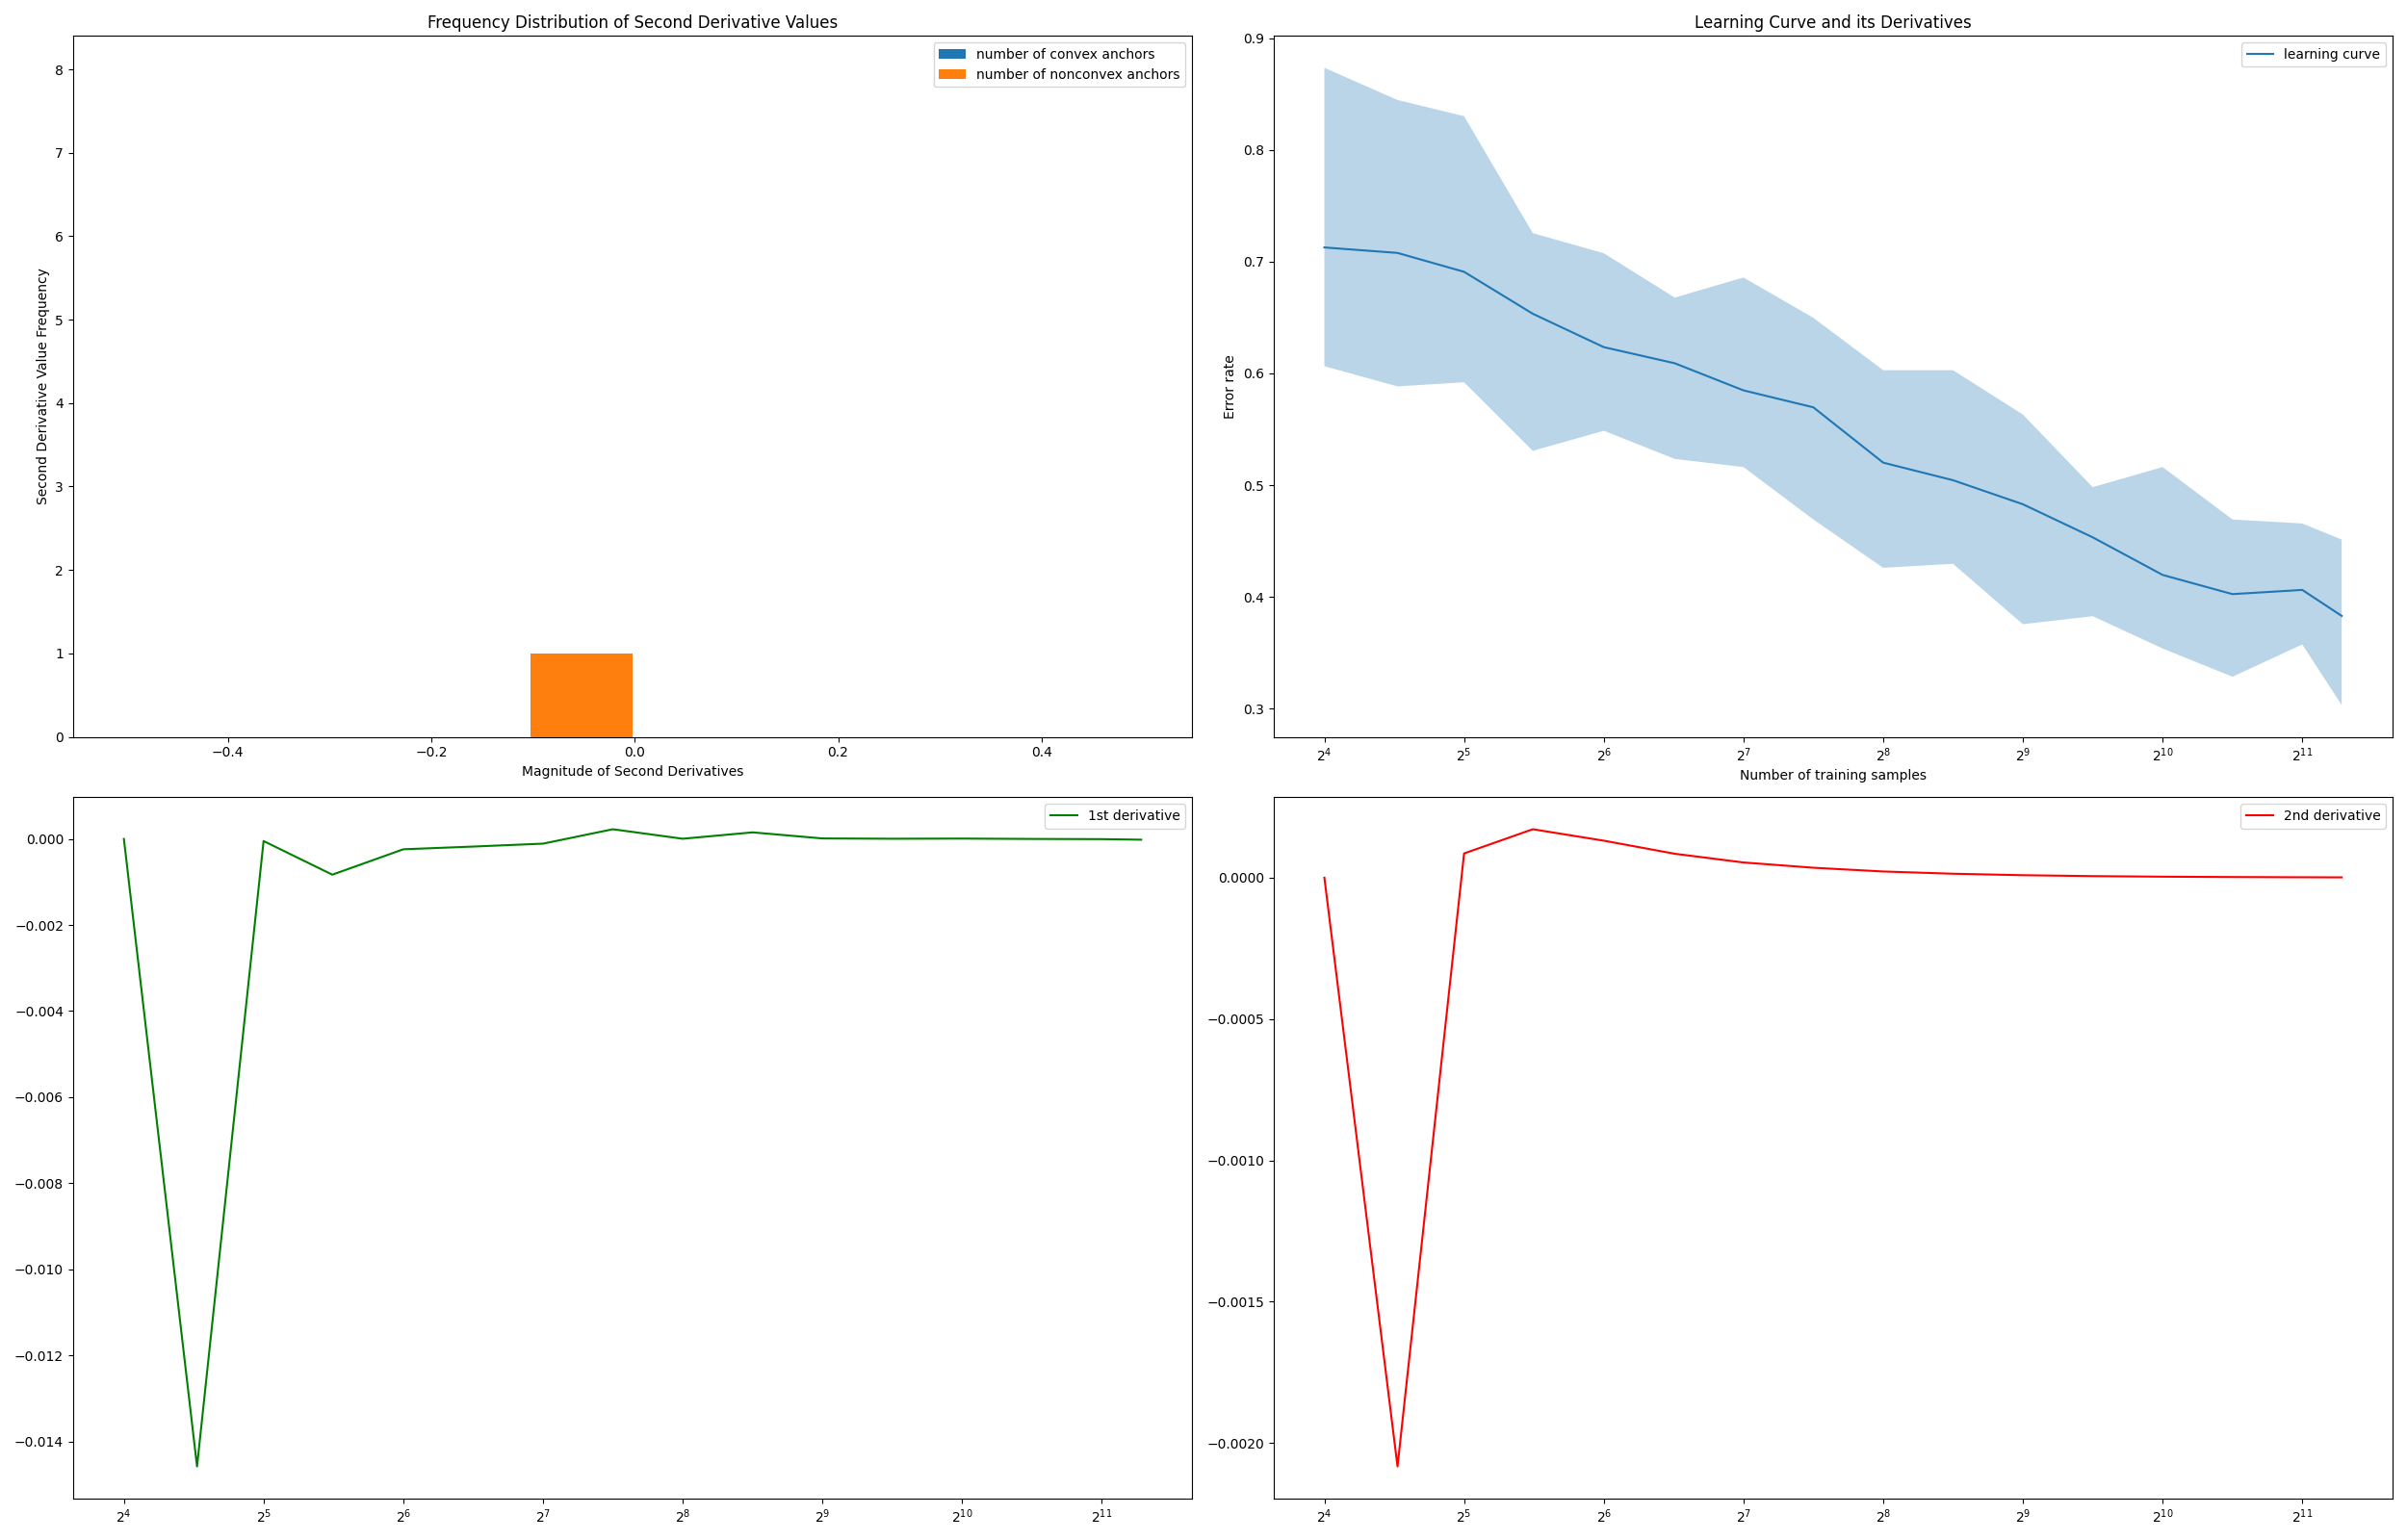 Frequency Distribution of Second Derivative Values
number of convex anchors
number of nonconvex anchors
8
7
6
5
4
3
2
1
0
Second Derivative Value Frequency
−0.4 −0.2 0.0 0.2 0.4
Magnitude of Second Derivatives
Learning Curve and its Derivatives
learning curve
0.9
0.8
0.7
0.6
0.5
0.4
0.3
Error rate
2^4 2^5 2^6 2^7 2^8 2^9 2^10 2^11
Number of training samples
1st derivative
0.000
−0.002
−0.004
−0.006
−0.008
−0.010
−0.012
−0.014
2^4 2^5 2^6 2^7 2^8 2^9 2^10 2^11
2nd derivative
0.0000
−0.0005
−0.0010
−0.0015
−0.0020
2^4 2^5 2^6 2^7 2^8 2^9 2^10 2^11